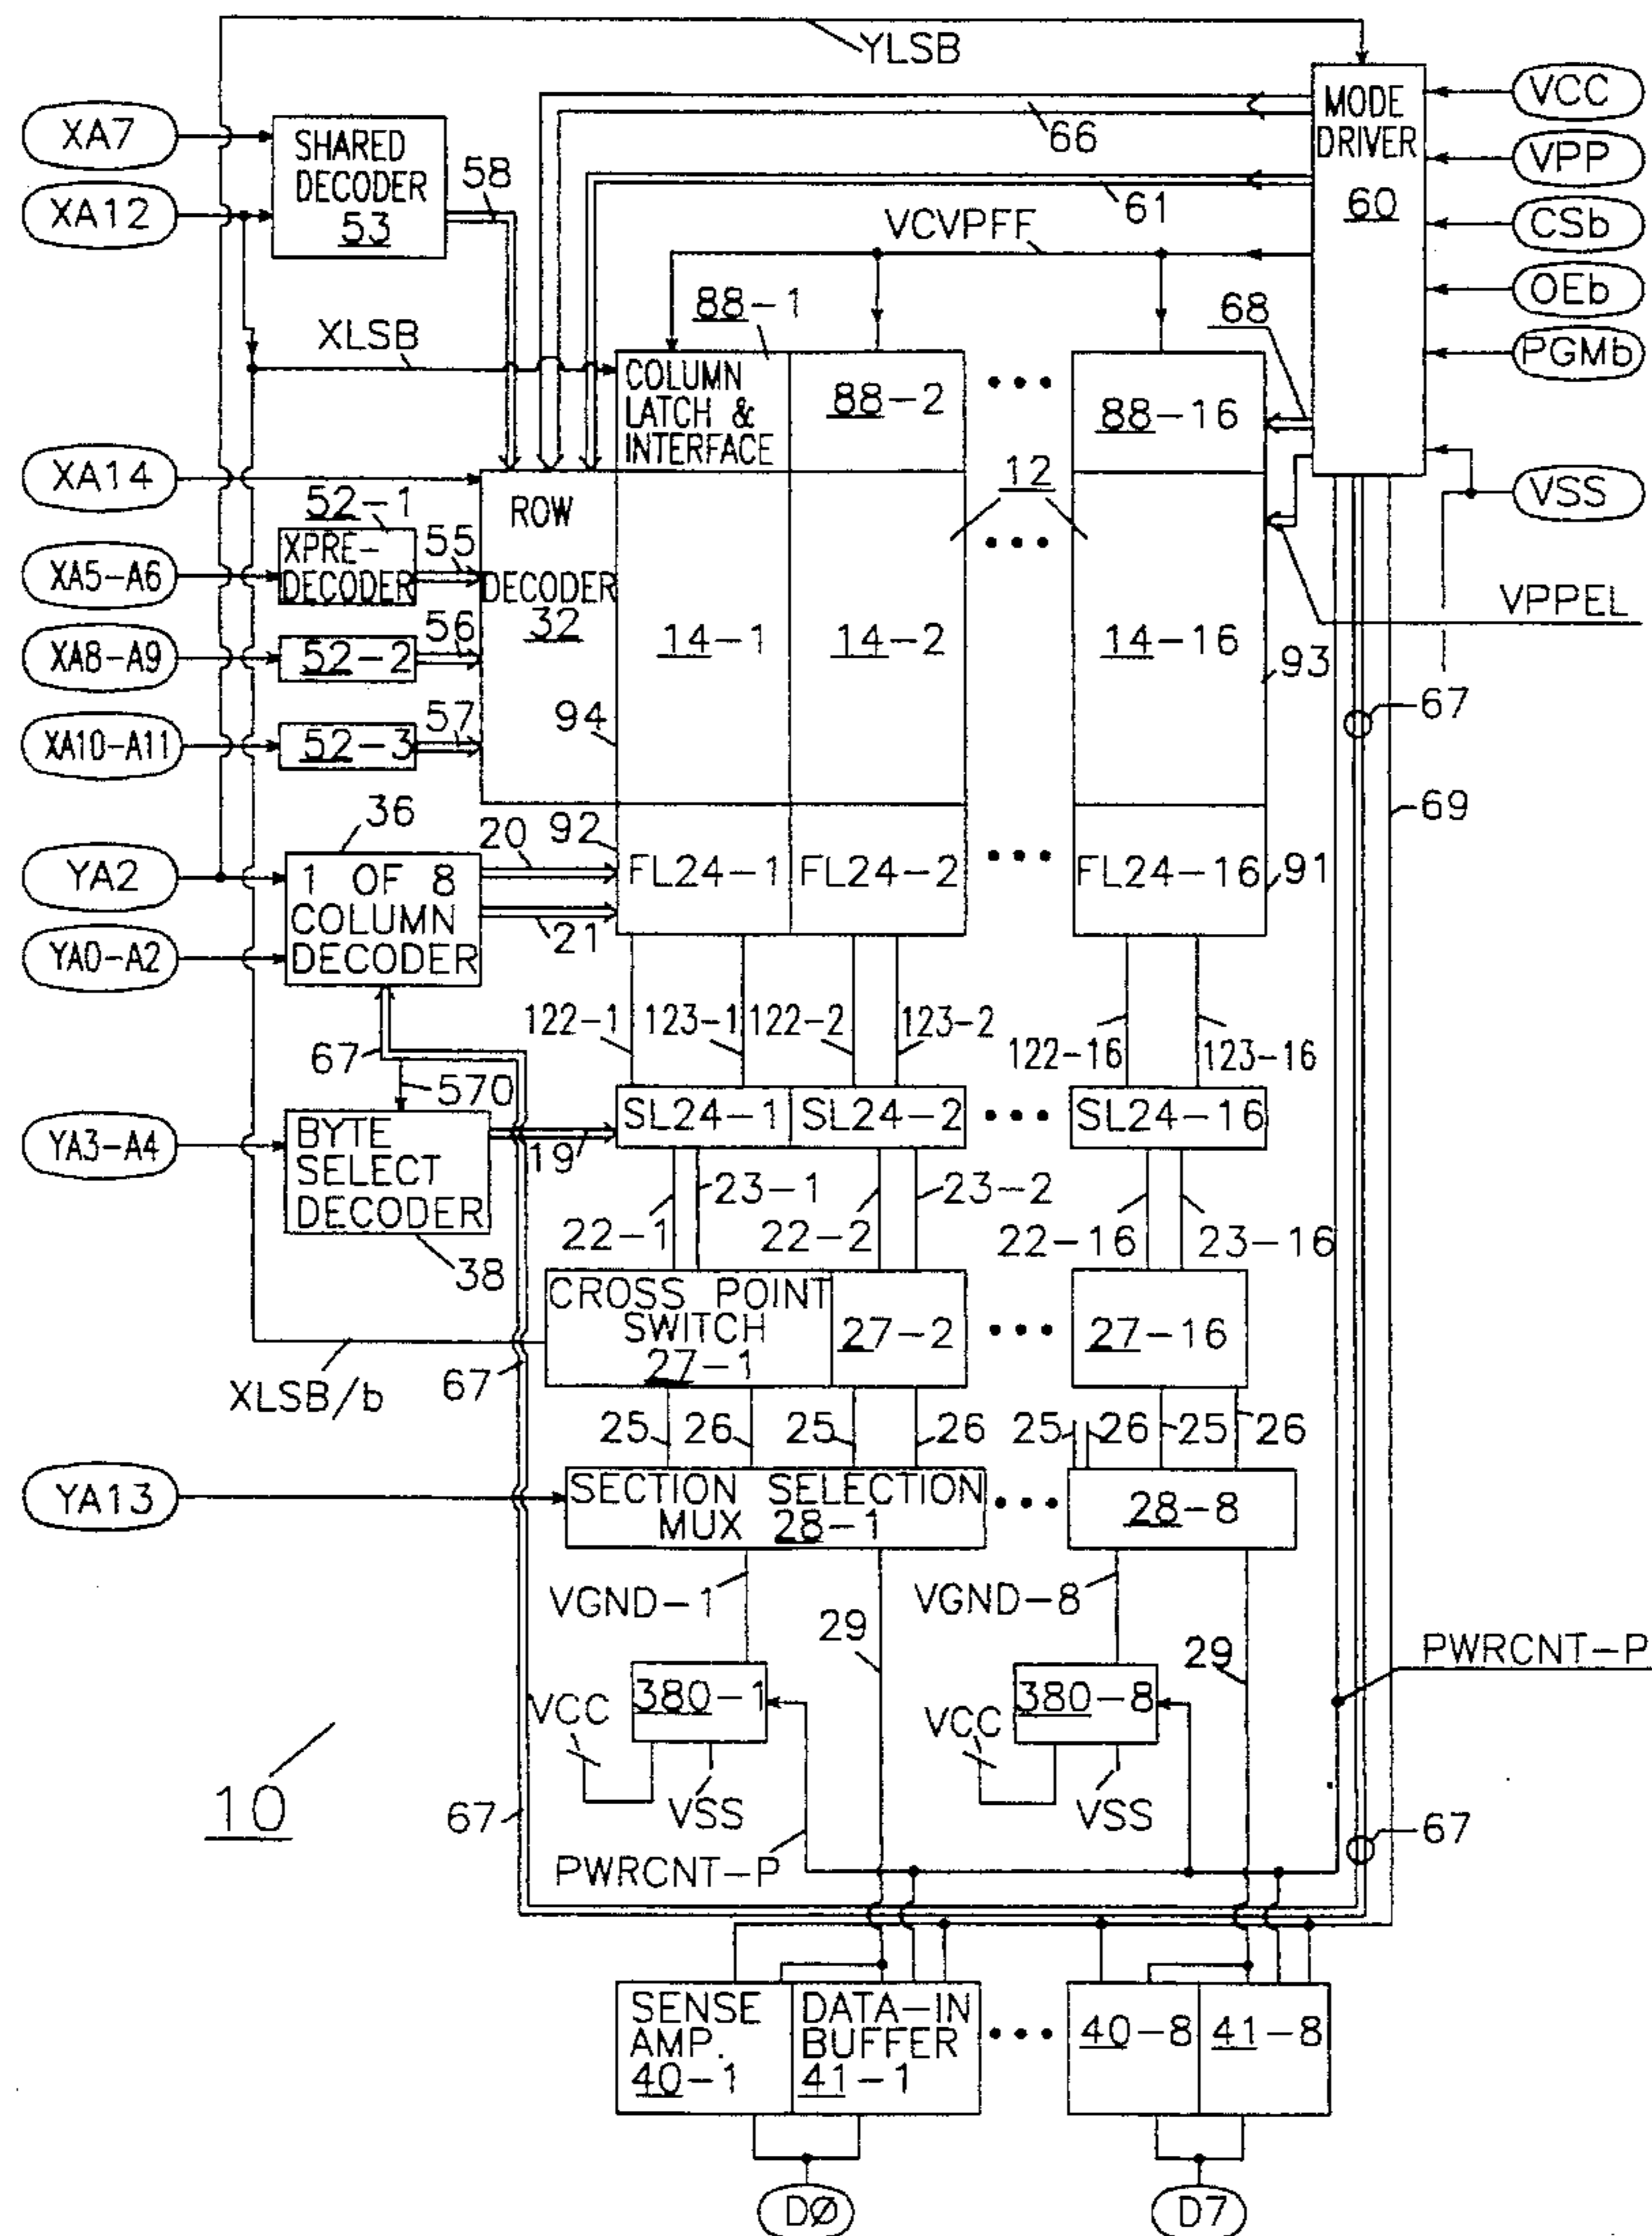 YLSB
XA7
SHARED
DECODER
53
58
66
MODE
DRIVER
60
VCC
VPP
XA12
61
CSb
VCVPFF
OEb
XLSB
88-1
68
PGMb
COLUMN
LATCH &
INTERFACE
88-2
• • •
88-16
XA14
VSS
52-1
ROW
DECODER
32
12
• • •
XA5-A6
XPRE-
DECODER
55
VPPEL
XA8-A9
52-2
56
14-1
14-2
14-16
93
XA10-A11
52-3
57
94
67
36
20
92
69
YA2
1 OF 8
COLUMN
DECODER
FL24-1
FL24-2
• • •
FL24-16
91
YA0-A2
21
122-1
123-1
122-2
123-2
122-16
123-16
67
570
YA3-A4
BYTE
SELECT
DECODER
19
SL24-1
SL24-2
• • •
SL24-16
38
23-1
23-2
22-1
22-2
22-16
23-16
CROSS POINT
SWITCH
27-1
27-2
• • •
27-16
XLSB/b
67
25
26
25
26
25
26
25
26
YA13
SECTION SELECTION
MUX 28-1
• • •
28-8
VGND-1
VGND-8
29
29
PWRCNT-P
380-1
380-8
VCC
VCC
10
VSS
VSS
67
67
PWRCNT-P
SENSE
AMP.
40-1
DATA-IN
BUFFER
41-1
• • •
40-8
41-8
DØ
D7